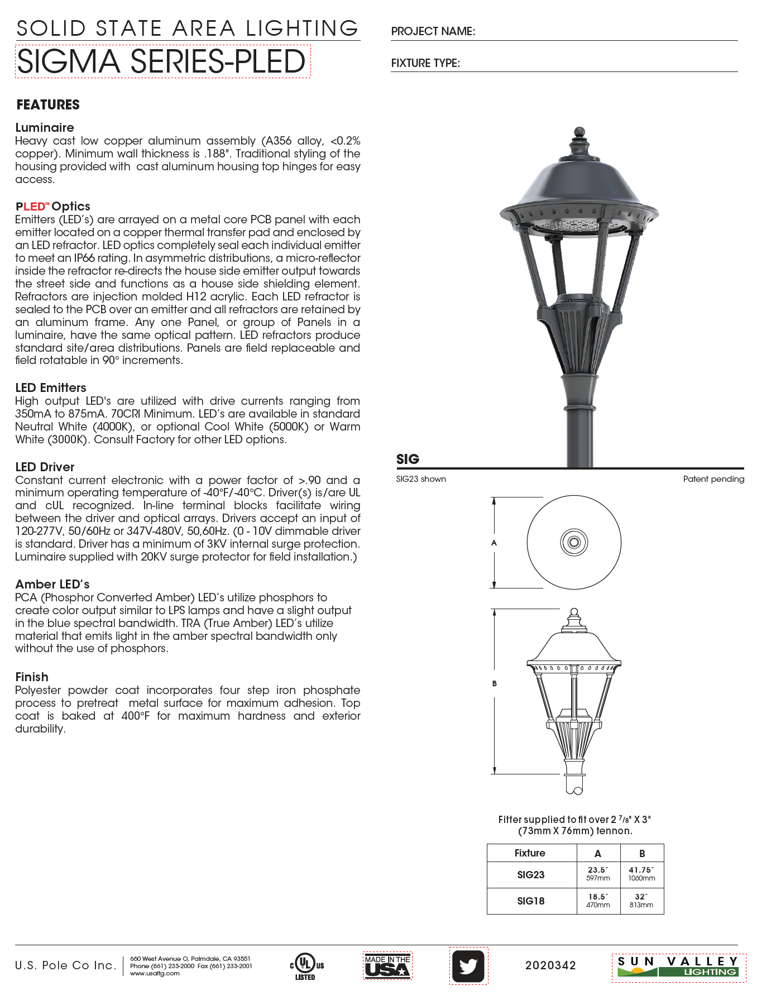 SOLID STATE AREA LIGHTING
SIGMA SERIES-PLED
PROJECT NAME:
FIXTURE TYPE:
FEATURES
Luminaire
Heavy cast low copper aluminum assembly (A356 alloy, <0.2%
copper). Minimum wall thickness is .188". Traditional styling of the
housing provided with cast aluminum housing top hinges for easy
access.
PLED™ Optics
Emitters (LED’s) are arrayed on a metal core PCB panel with each
emitter located on a copper thermal transfer pad and enclosed by
an LED refractor. LED optics completely seal each individual emitter
to meet an IP66 rating. In asymmetric distributions, a micro-reflector
inside the refractor re-directs the house side emitter output towards
the street side and functions as a house side shielding element.
Refractors are injection molded H12 acrylic. Each LED refractor is
sealed to the PCB over an emitter and all refractors are retained by
an aluminum frame. Any one Panel, or group of Panels in a
luminaire, have the same optical pattern. LED refractors produce
standard site/area distributions. Panels are field replaceable and
field rotatable in 90° increments.
LED Emitters
High output LED's are utilized with drive currents ranging from
350mA to 875mA. 70CRI Minimum. LED’s are available in standard
Neutral White (4000K), or optional Cool White (5000K) or Warm
White (3000K). Consult Factory for other LED options.
LED Driver
Constant current electronic with a power factor of >.90 and a
minimum operating temperature of -40°F/-40°C. Driver(s) is/are UL
and cUL recognized. In-line terminal blocks facilitate wiring
between the driver and optical arrays. Drivers accept an input of
120-277V, 50/60Hz or 347V-480V, 50,60Hz. (0 - 10V dimmable driver
is standard. Driver has a minimum of 3KV internal surge protection.
Luminaire supplied with 20KV surge protector for field installation.)
Amber LED’s
PCA (Phosphor Converted Amber) LED’s utilize phosphors to
create color output similar to LPS lamps and have a slight output
in the blue spectral bandwidth. TRA (True Amber) LED’s utilize
material that emits light in the amber spectral bandwidth only
without the use of phosphors.
Finish
Polyester powder coat incorporates four step iron phosphate
process to pretreat metal surface for maximum adhesion. Top
coat is baked at 400°F for maximum hardness and exterior
durability.
SIG
SIG23 shown Patent pending
A
B
Fitter supplied to fit over 2 7/8" X 3"
(73mm X 76mm) tennon.
Fixture A B
SIG23 23.5" 597mm 41.75" 1060mm
SIG18 18.5" 470mm 32" 813mm
U.S. Pole Co Inc.
660 West Avenue O, Palmdale, CA 93551
Phone (661) 233-2000 Fax (661) 233-2001
www.usaltg.com
C UL US
LISTED
MADE IN THE
USA
2020342
SUN VALLEY
LIGHTING